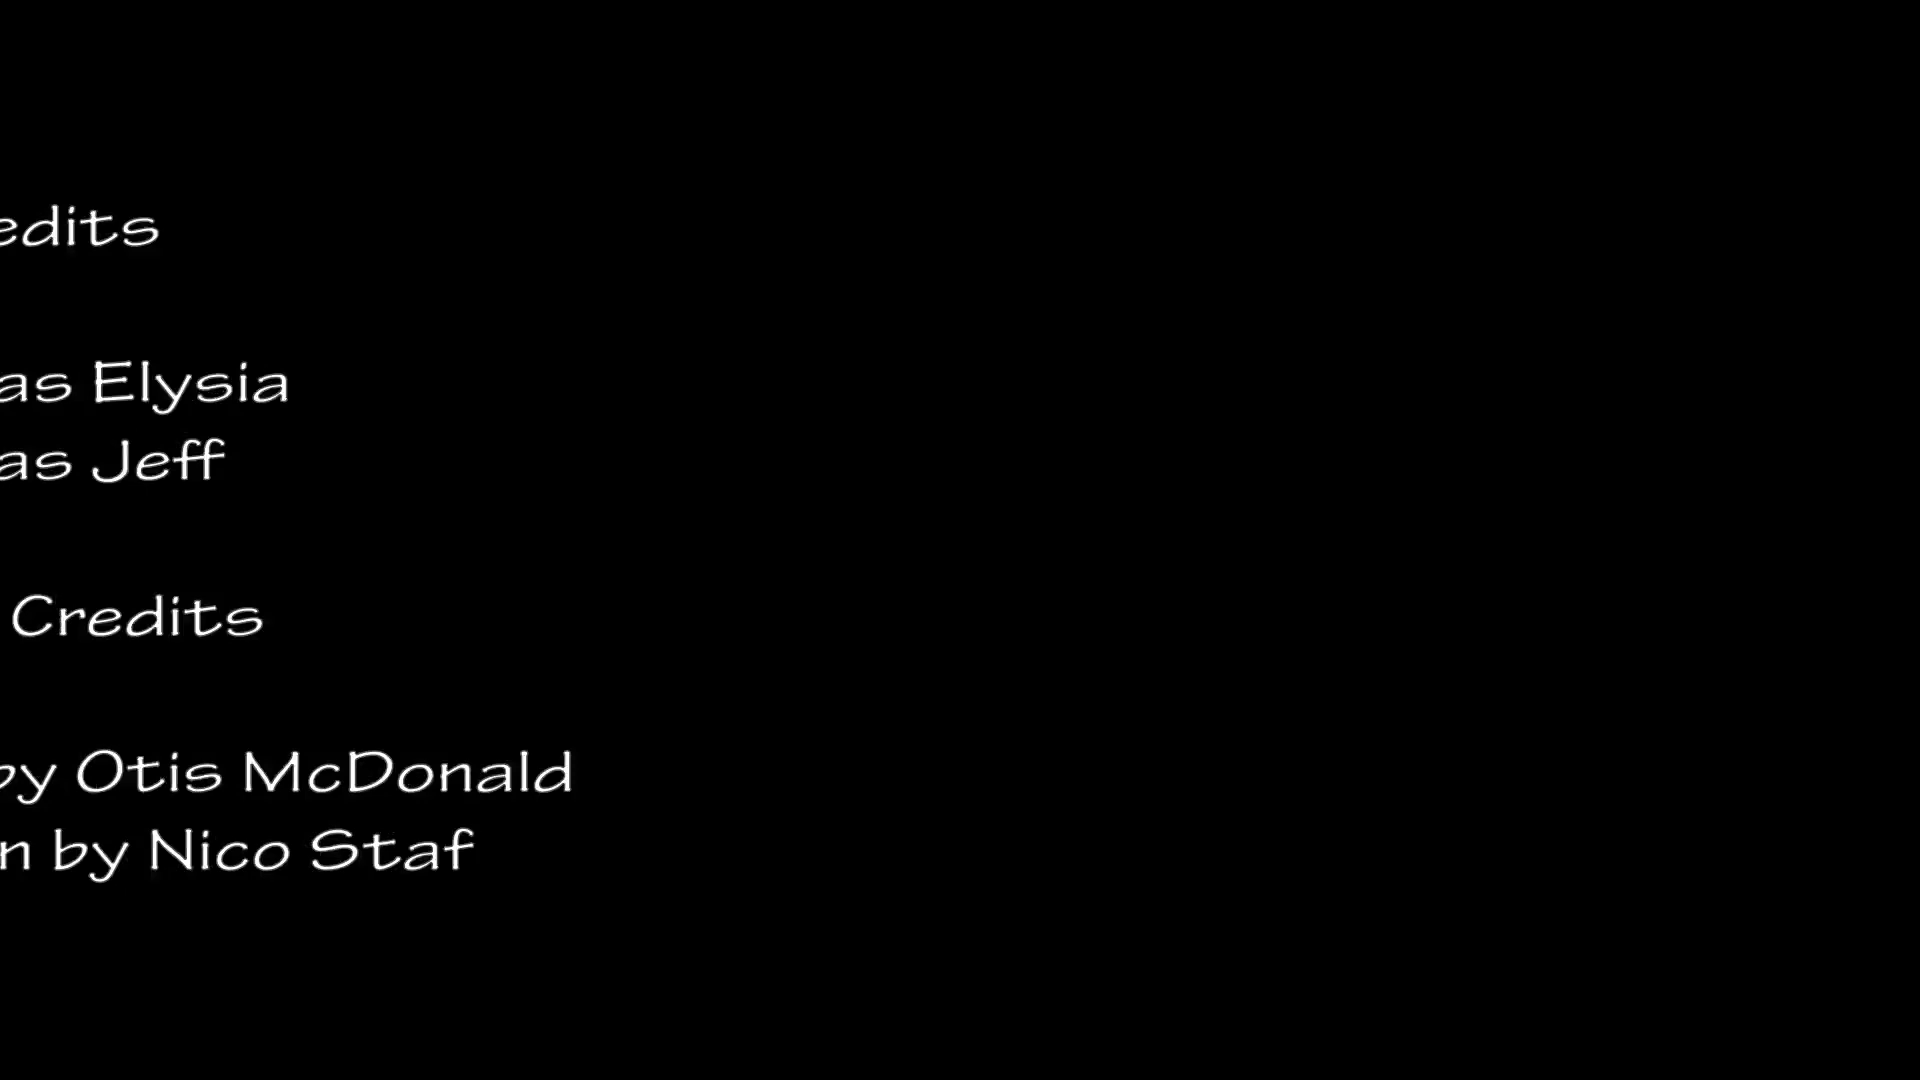 edits
as Elysia
as Jeff
Credits
by Otis McDonald
n by Nico Staf